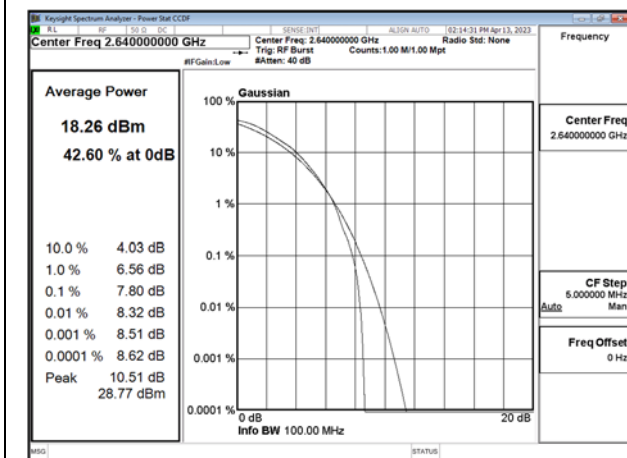 Keysight Spectrum Analyzer - Power Stat CCDF
RL RF 50 Ω DC SENSE:INT ALIGN AUTO 02:14:31 PM Apr 13, 2023
Center Freq 2.640000000 GHz
Center Freq: 2.640000000 GHz Radio Std: None
Trig: RF Burst Counts:1.00 M/1.00 Mpt
#IFGain:Low #Atten: 40 dB
Frequency
Average Power
18.26 dBm
42.60 % at 0dB
10.0 % 4.03 dB
1.0 % 6.56 dB
0.1 % 7.80 dB
0.01 % 8.32 dB
0.001 % 8.51 dB
0.0001 % 8.62 dB
Peak 10.51 dB
28.77 dBm
Gaussian
100 %
10 %
1 %
0.1 %
0.01 %
0.001 %
0.0001 %
0 dB 20 dB
Info BW 100.00 MHz
Center Freq
2.640000000 GHz
CF Step
5.000000 MHz
Auto Man
Freq Offset
0 Hz
MSG STATUS